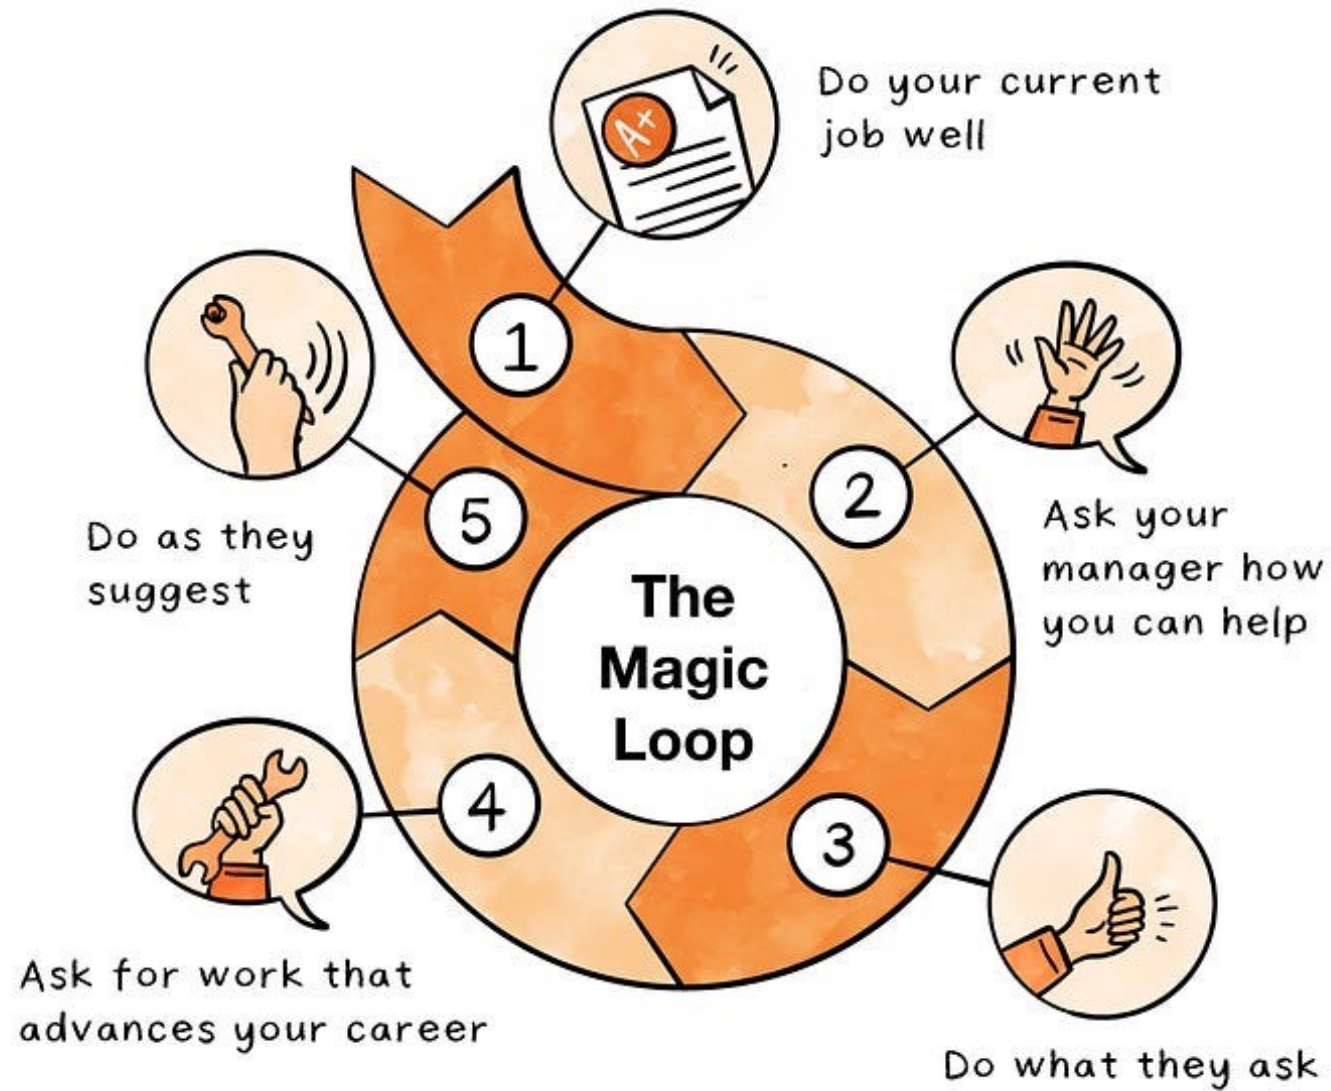 A+
Do your current
job well
1
2
Ask your
manager how
you can help
The
Magic
Loop
3
Do what they ask
4
Ask for work that
advances your career
5
Do as they
suggest